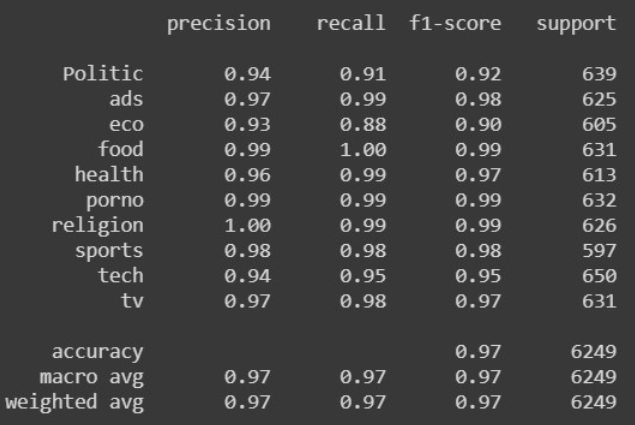 precision recall f1-score support
Politic 0.94 0.91 0.92 639
ads 0.97 0.99 0.98 625
eco 0.93 0.88 0.90 605
food 0.99 1.00 0.99 631
health 0.96 0.99 0.97 613
porno 0.99 0.99 0.99 632
religion 1.00 0.99 0.99 626
sports 0.98 0.98 0.98 597
tech 0.94 0.95 0.95 650
tv 0.97 0.98 0.97 631
accuracy 0.97 6249
macro avg 0.97 0.97 0.97 6249
weighted avg 0.97 0.97 0.97 6249